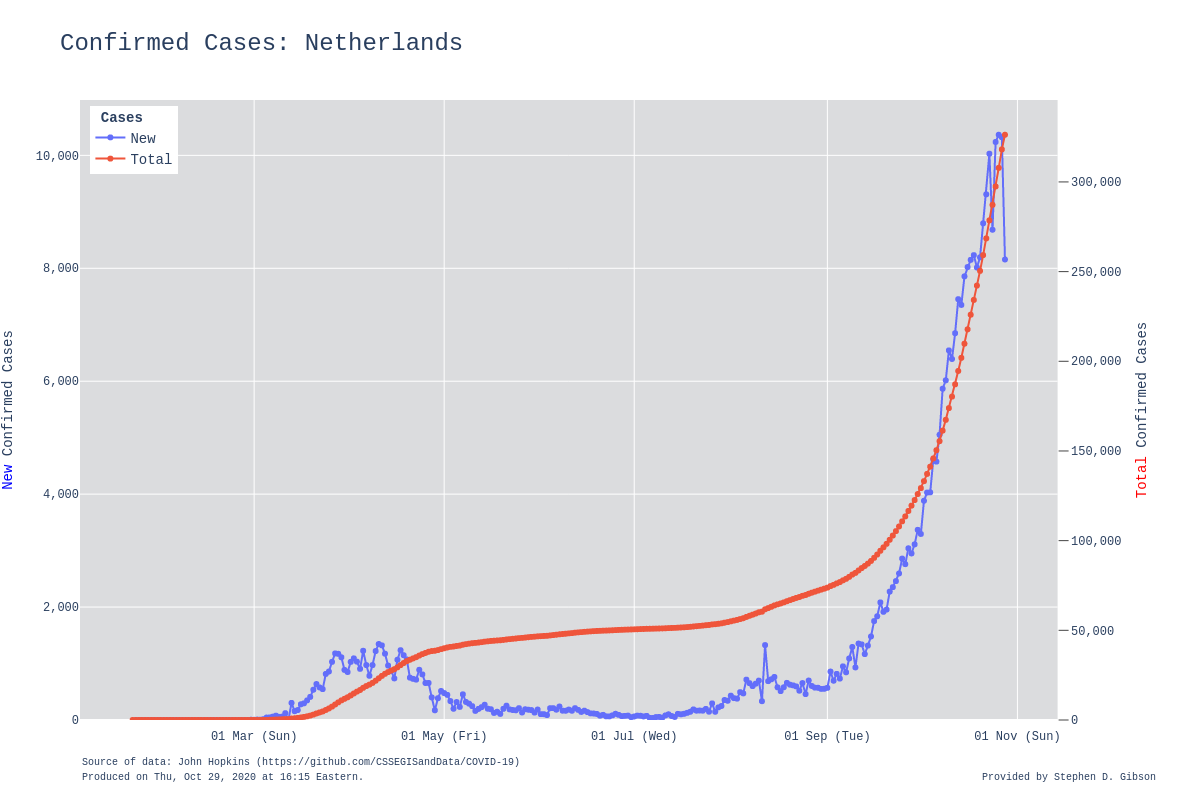 Confirmed Cases: Netherlands
Cases
New
Total
10,000
8,000
6,000
4,000
2,000
0
New Confirmed Cases
300,000
250,000
200,000
150,000
100,000
50,000
0
Total Confirmed Cases
01 Mar (Sun)
01 May (Fri)
01 Jul (Wed)
01 Sep (Tue)
01 Nov (Sun)
Source of data: John Hopkins (https://github.com/CSSEGISandData/COVID-19)
Produced on Thu, Oct 29, 2020 at 16:15 Eastern.
Provided by Stephen D. Gibson